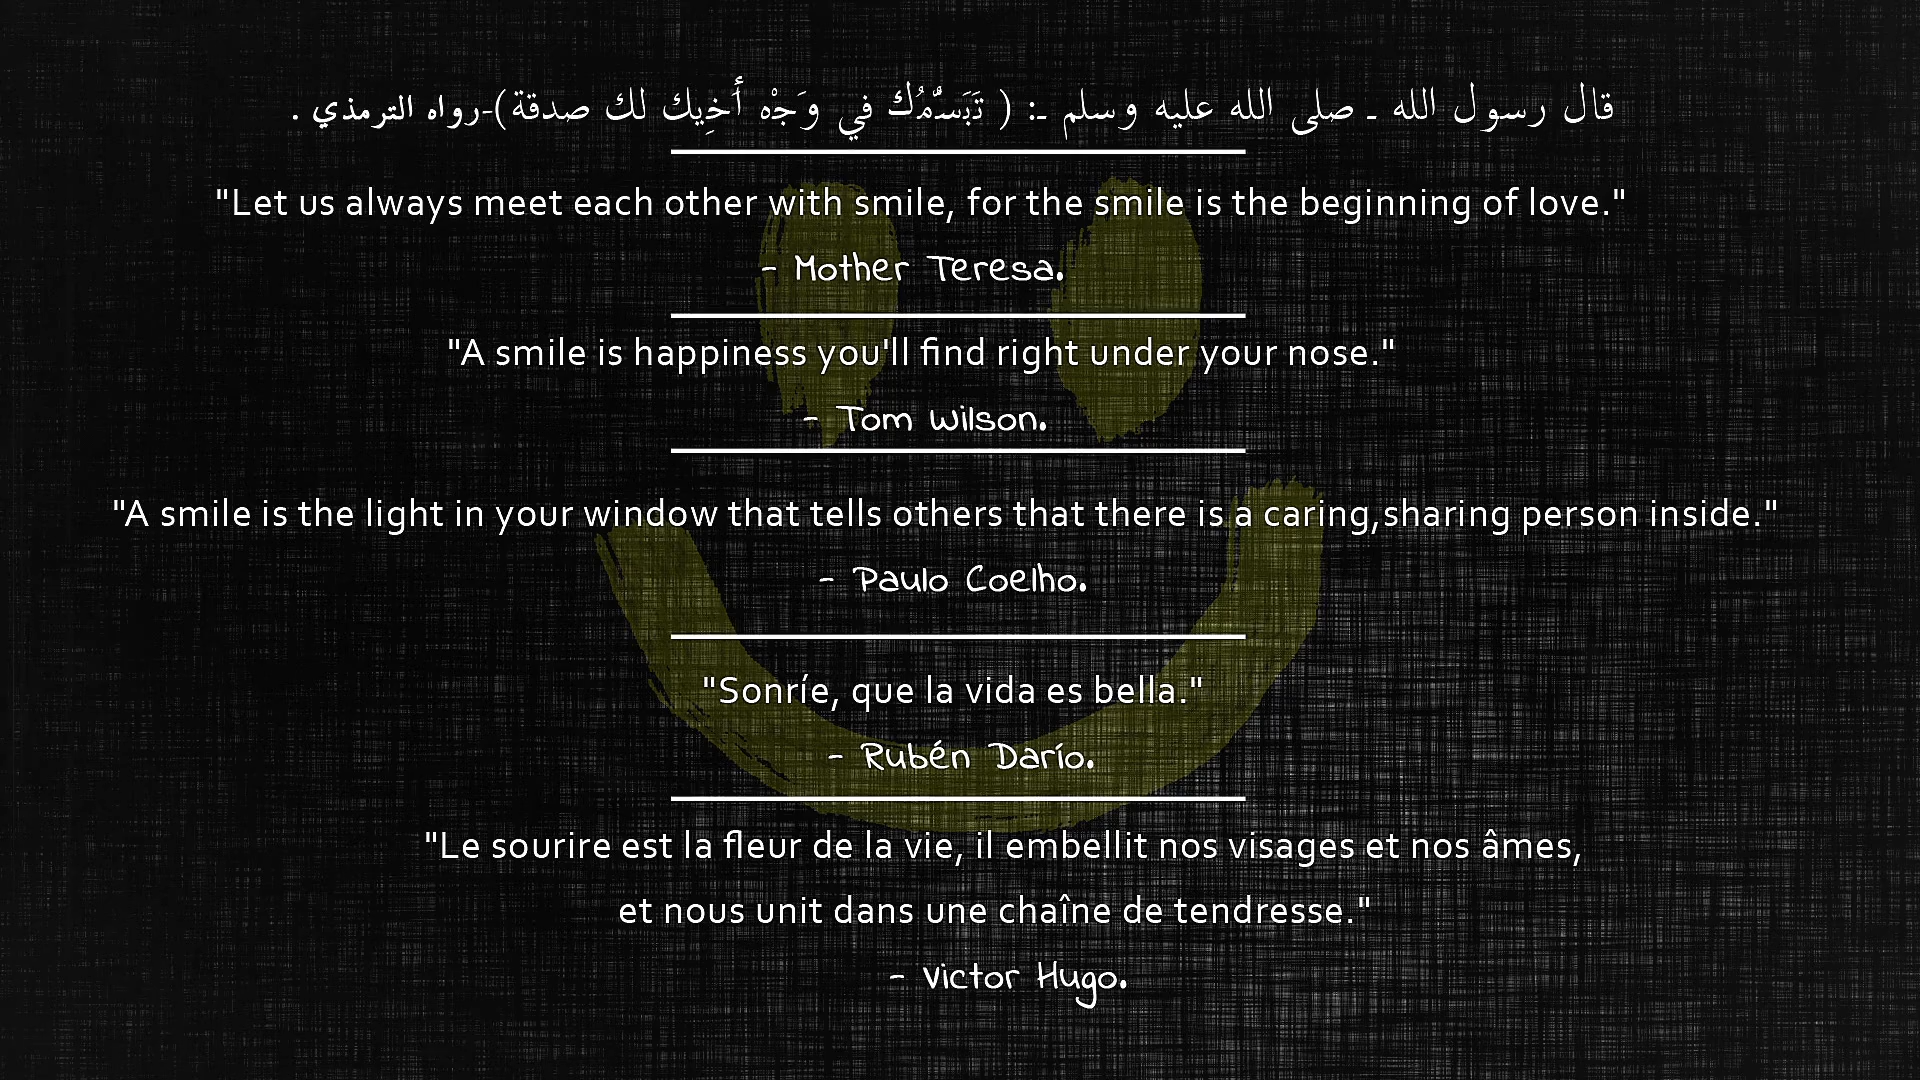 قال رسول الله ـ صلى الله عليه وسلم ـ: ( تَبَسُّمُك في وَجْه أَخِيك لك صدقة)-رواه الترمذي .
"Let us always meet each other with smile, for the smile is the beginning of love."
- Mother Teresa.
"A smile is happiness you'll find right under your nose."
- Tom Wilson.
"A smile is the light in your window that tells others that there is a caring,sharing person inside."
- Paulo Coelho.
"Sonríe, que la vida es bella."
- Rubén Darío.
"Le sourire est la fleur de la vie, il embellit nos visages et nos âmes,
et nous unit dans une chaîne de tendresse."
- Victor Hugo.